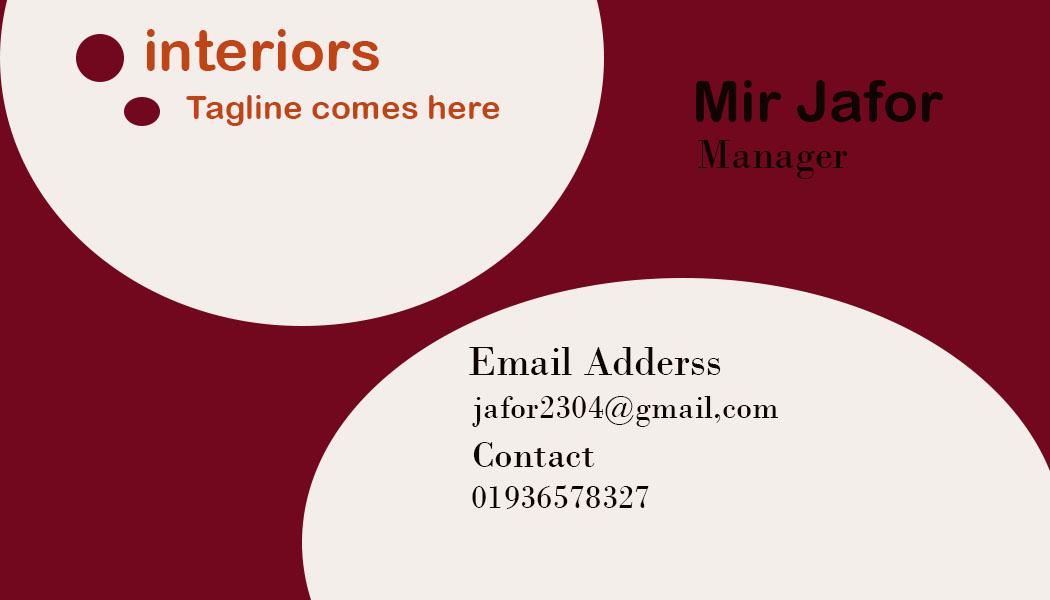 interiors
Tagline comes here
Mir Jafor
Manager
Email Adderss
jafor2304@gmail,com
Contact
01936578327